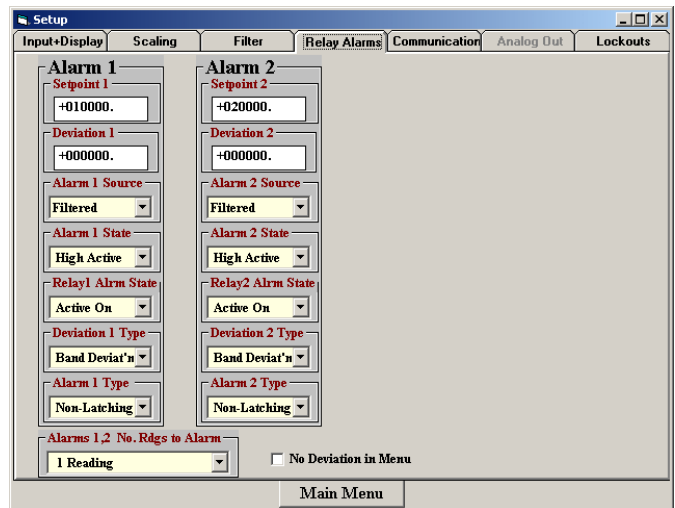 Setup
Input+Display Scaling Filter Relay Alarms Communication Analog Out Lockouts
Alarm 1 Alarm 2
Setpoint 1 Setpoint 2
+010000. +020000.
Deviation 1 Deviation 2
+000000. +000000.
Alarm 1 Source Alarm 2 Source
Filtered Filtered
Alarm 1 State Alarm 2 State
High Active High Active
Relay1 Alrm State Relay2 Alrm State
Active On Active On
Deviation 1 Type Deviation 2 Type
Band Deviat'n Band Deviat'n
Alarm 1 Type Alarm 2 Type
Non-Latching Non-Latching
Alarms 1,2 No. Rdgs to Alarm
1 Reading No Deviation in Menu
Main Menu